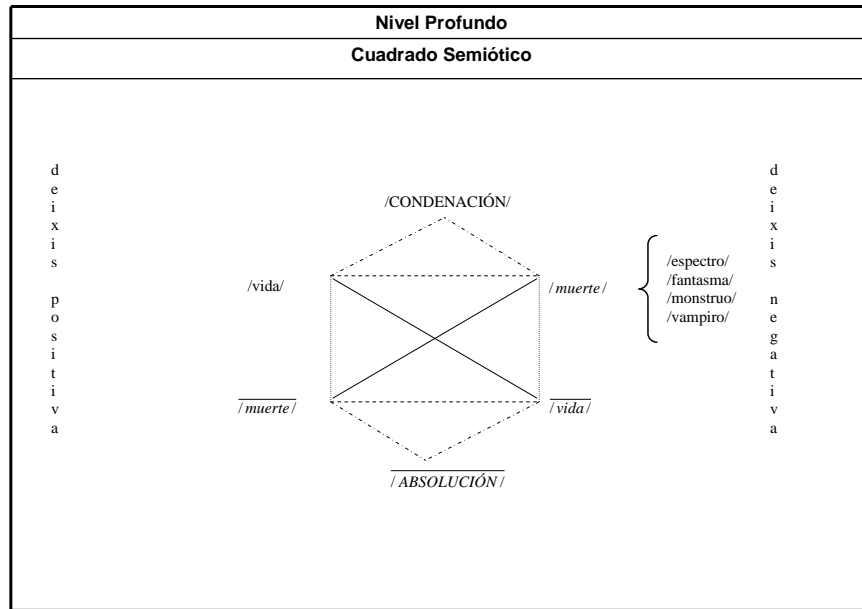 Nivel Profundo
Cuadrado Semiótico
deixis positiva
deixis negativa
/CONDENACIÓN/
/vida/
/muerte/
/espectro/
/fantasma/
/monstruo/
/vampiro/
/muerte/
/vida/
/ABSOLUCIÓN/